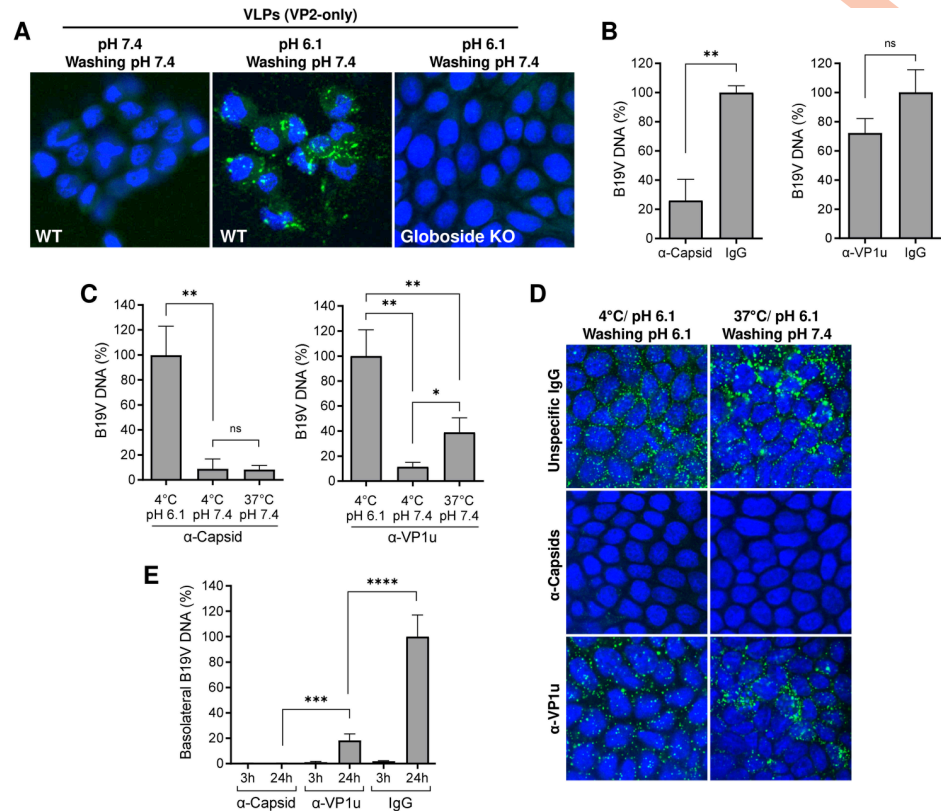 VLPs (VP2-only)
A
pH 7.4
Washing pH 7.4
pH 6.1
Washing pH 7.4
pH 6.1
Washing pH 7.4
WT
WT
Globoside KO
B
B19V DNA (%)
120
100
80
60
40
20
**
α-Capsid
IgG
B19V DNA (%)
120
100
80
60
40
20
ns
α-VP1u
IgG
C
B19V DNA (%)
140
120
100
80
60
40
20
0
**
ns
4°C
pH 6.1
4°C
pH 7.4
37°C
pH 7.4
α-Capsid
B19V DNA (%)
140
120
100
80
60
40
20
0
**
**
*
4°C
pH 6.1
4°C
pH 7.4
37°C
pH 7.4
α-VP1u
D
4°C/ pH 6.1
Washing pH 6.1
37°C/ pH 6.1
Washing pH 7.4
Unspecific IgG
α-Capsids
α-VP1u
E
Basolateral B19V DNA (%)
140
120
100
80
60
40
20
0
***
****
3h
24h
3h
24h
3h
24h
α-Capsid
α-VP1u
IgG